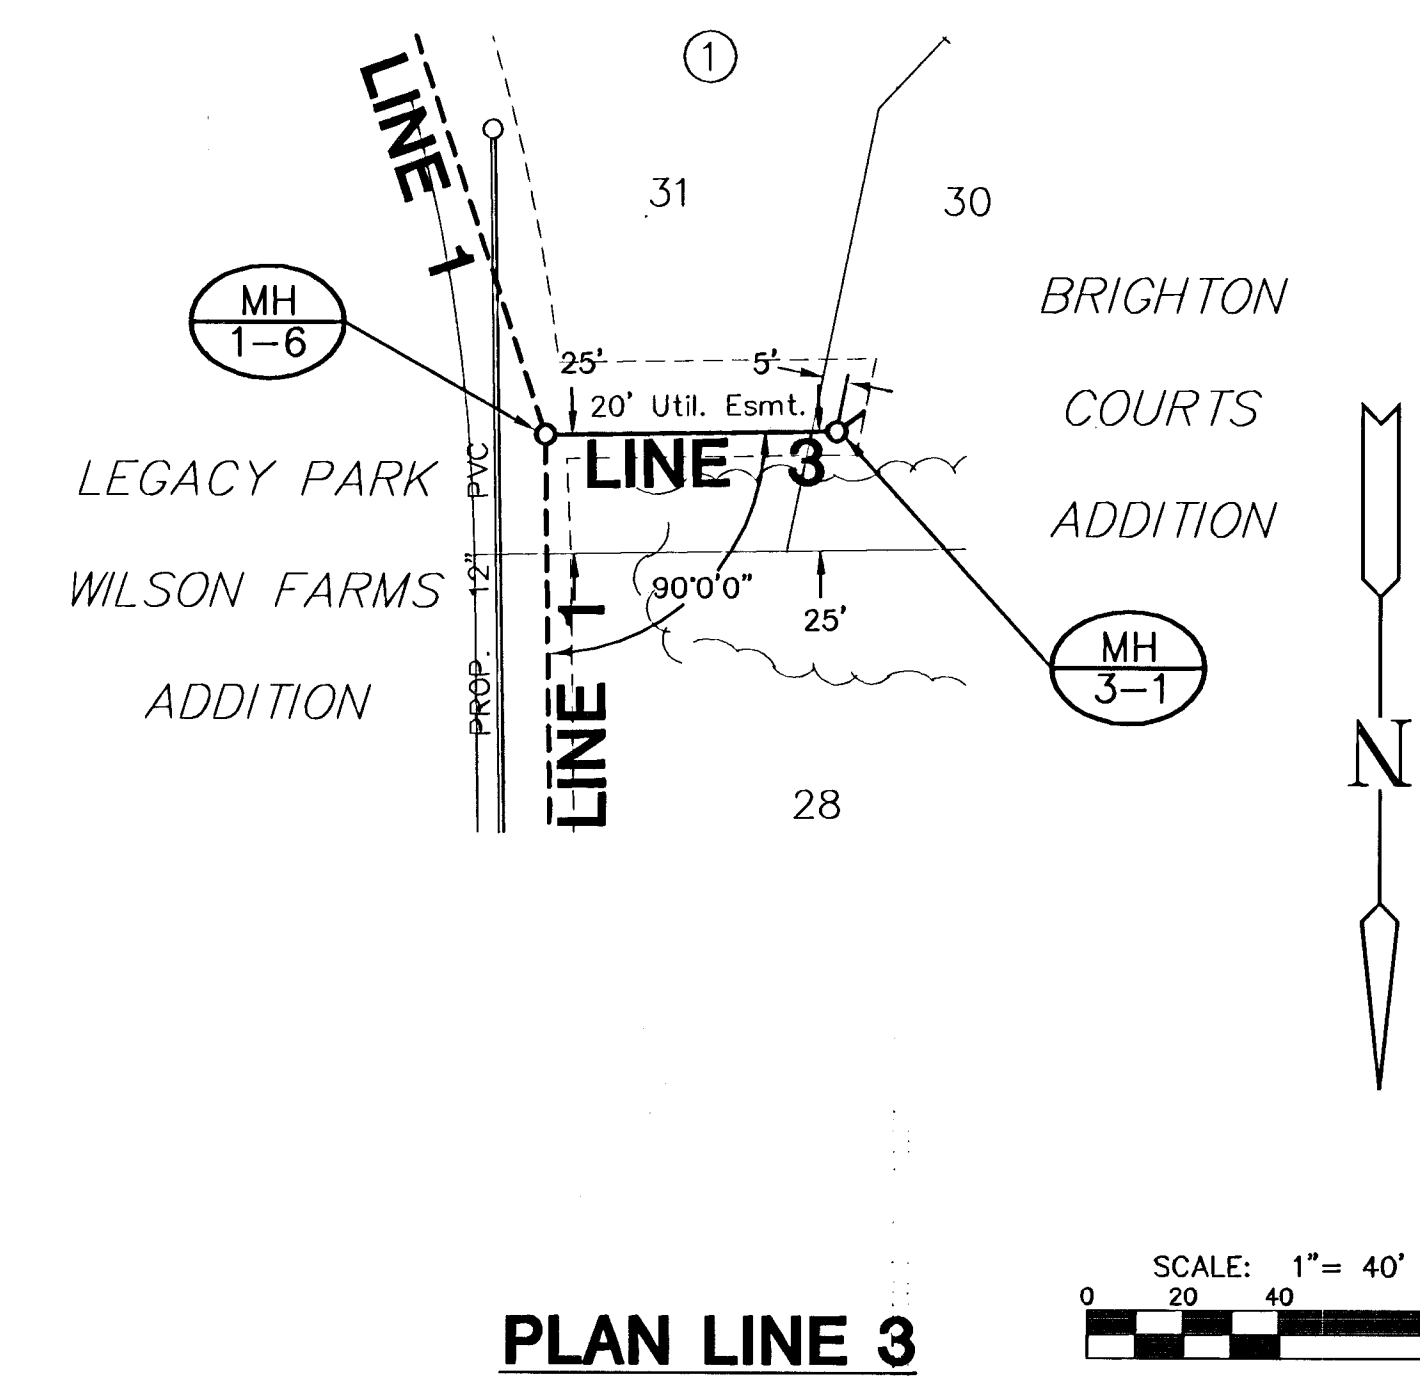 1
LINE 1
31
30
MH
1-6
BRIGHTON
COURTS
ADDITION
25'
5'
20' Util. Esmt.
LINE 3
LEGACY PARK
WILSON FARMS
ADDITION
PROP. 12" PVC
90°0'0"
25'
LINE 1
MH
3-1
28
N
SCALE: 1"= 40'
0 20 40
PLAN LINE 3